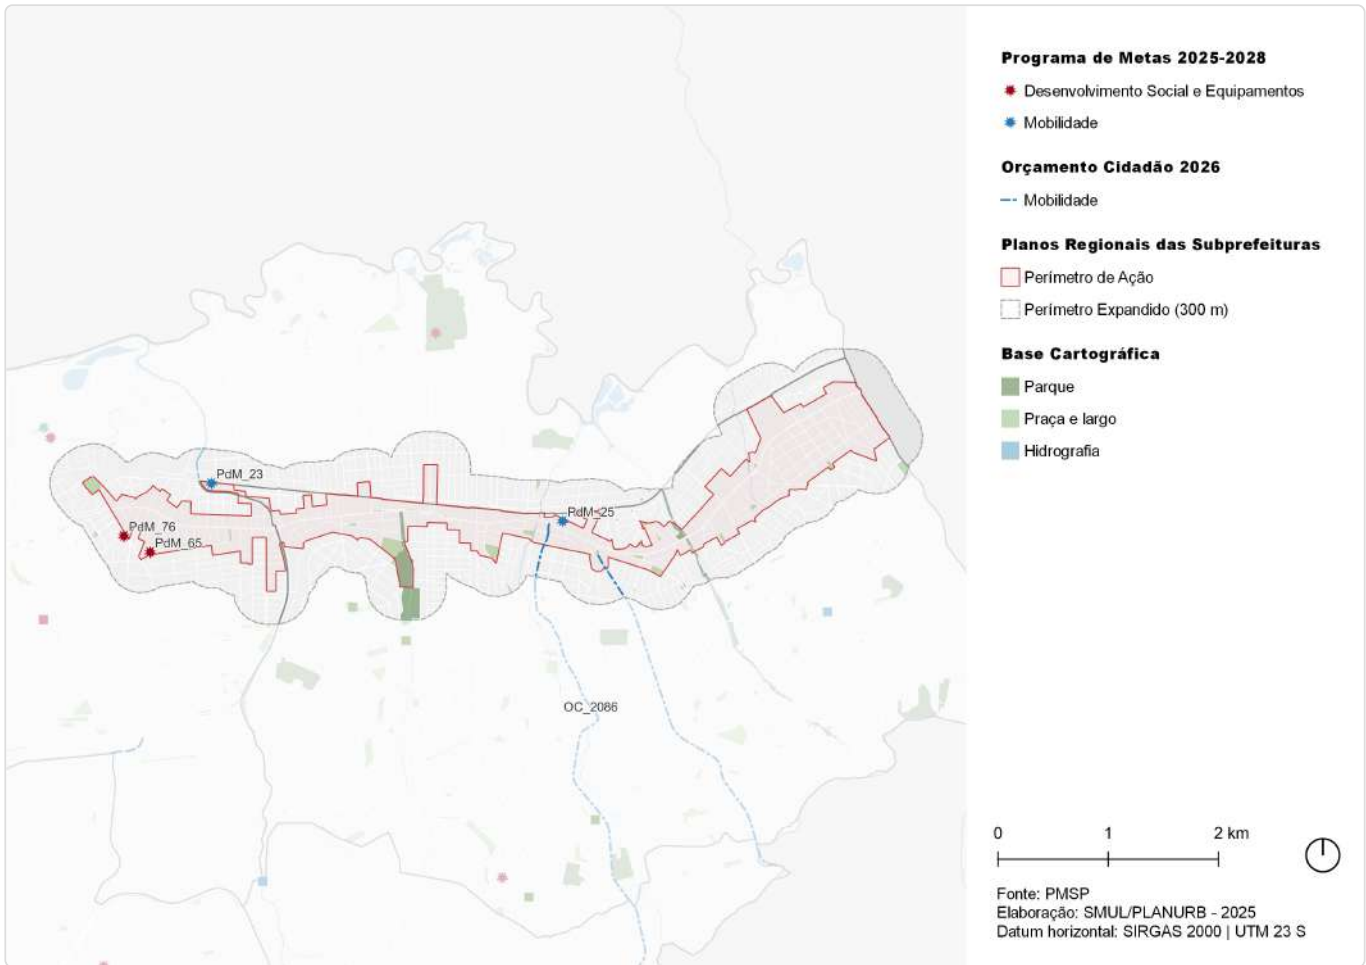 Programa de Metas 2025-2028
Desenvolvimento Social e Equipamentos
Mobilidade
Orçamento Cidadão 2026
Mobilidade
Planos Regionais das Subprefeituras
Perímetro de Ação
Perímetro Expandido (300 m)
Base Cartográfica
Parque
Praça e largo
Hidrografia
PdM_23
PdM_25
PdM_76
PdM_65
OC_2086
0 1 2 km
Fonte: PMSP
Elaboração: SMUL/PLANURB - 2025
Datum horizontal: SIRGAS 2000 | UTM 23 S